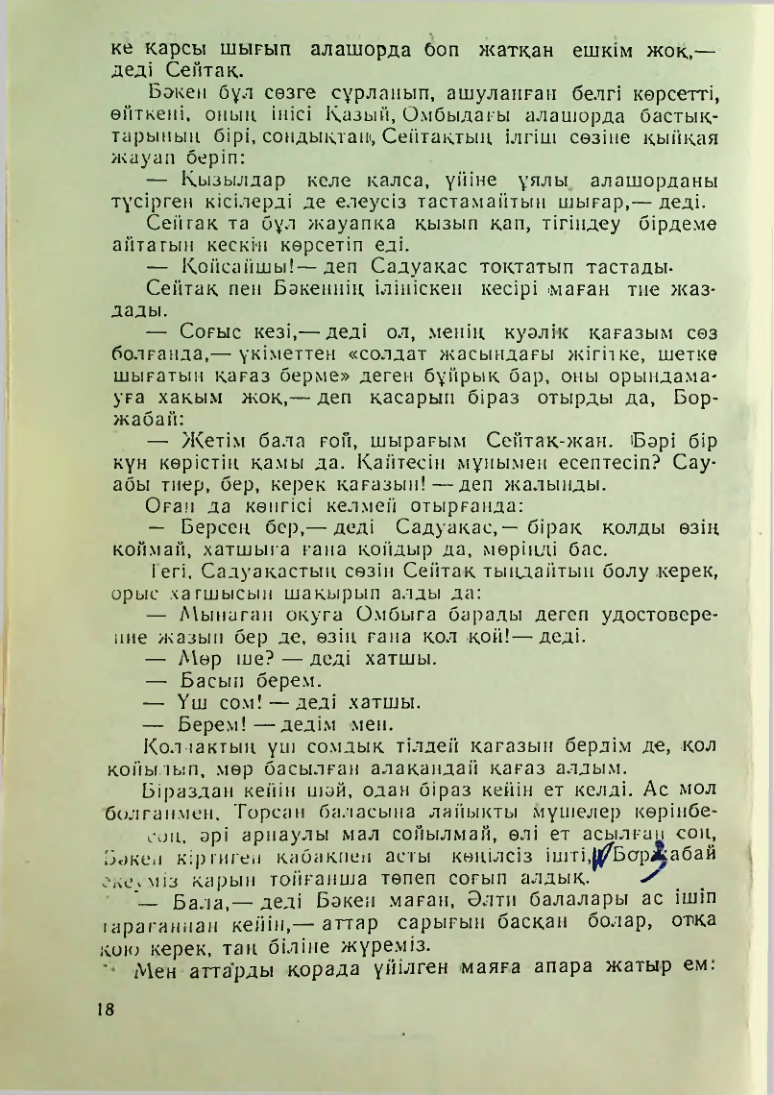 ке қарсы шығып алашорда боп жатқан ешкім жоқ,—
деді Сейтақ.
Бәкен бұл сөзге сұрланып, ашуланған белгі көрсетті,
өйткені, оның інісі Қазый, Омбыдағы алашорда бастық-
тарының бірі, сондықтан, Сейтақтың ілгіш сөзіне қыйқая
жауап беріп:
— Қызылдар келе қалса, үйіне ұялы алашорданы
түсірген кісілерді де елеусіз тастамайтын шығар,— деді.
Сейтақ та бұл жауапқа қызып қап, тігіңдеу бірдеме
айтатын кескін көрсетіп еді.
— Қойсайшы!— деп Садуақас тоқтатып тастады.
Сейтақ пен Бәкеннің ілініскен кесірі маған тие жаз-
дады.
— Соғыс кезі,— деді ол, менің куәлік қағазым сөз
болғанда,— үкіметтен «солдат жасындағы жігітке, шетке
шығатын қағаз берме» деген бұйрық бар, оны орындама-
уға хақым жоқ,— деп қасарып біраз отырды да, Бор-
жабай:
— Жетім бала ғой, шырағым Сейтақ-жан. Бәрі бір
күн көрістің қамы да. Қайтесің мұнымен есептесіп? Сау-
абы тиер, бер, керек қағазын! — деп жалынды.
Оған да көнгісі келмей отырғанда:
— Берсең бер,— деді Садуақас,— бірақ қолды өзің
қоймай, хатшыға ғана қойдыр да, мөріңді бас.
Тегі, Садуақастың сөзін Сейтақ тыңдайтын болу керек,
орыс хатшысын шақырып алды да:
— Мынаған оқуға Омбыға барады деген удостовере-
ние жазып бер де, өзің ғана қол қой!— деді.
— Мөр ше? — деді хатшы.
— Басып берем.
— Үш сом! — деді хатшы.
— Берем! — дедім мен.
Колчактың үш сомдық тілдей қағазын бердім де, қол
қойылып, мөр басылған алақандай қағаз алдым.
Біраздан кейін шәй, одан біраз кейін ет келді. Ас мол
болғанмен, Торсан баласына лайықты мүшелер көрінбе-
соң, әрі арнаулы мал сойылмай, өлі ет асылған соң,
Бәкен кіргиген қабақпен асты көңілсіз ішті, Боржабай
екеуміз қарын тойғанша төпеп соғып алдық.
— Бала,— деді Бәкен маған, Әлти балалары ас ішіп
тарағаннан кейін,— аттар сарығын басқан болар, отқа
қою керек, таң біліне жүреміз.
Мен аттарды қорада үйілген маяға апара жатыр ем:
18